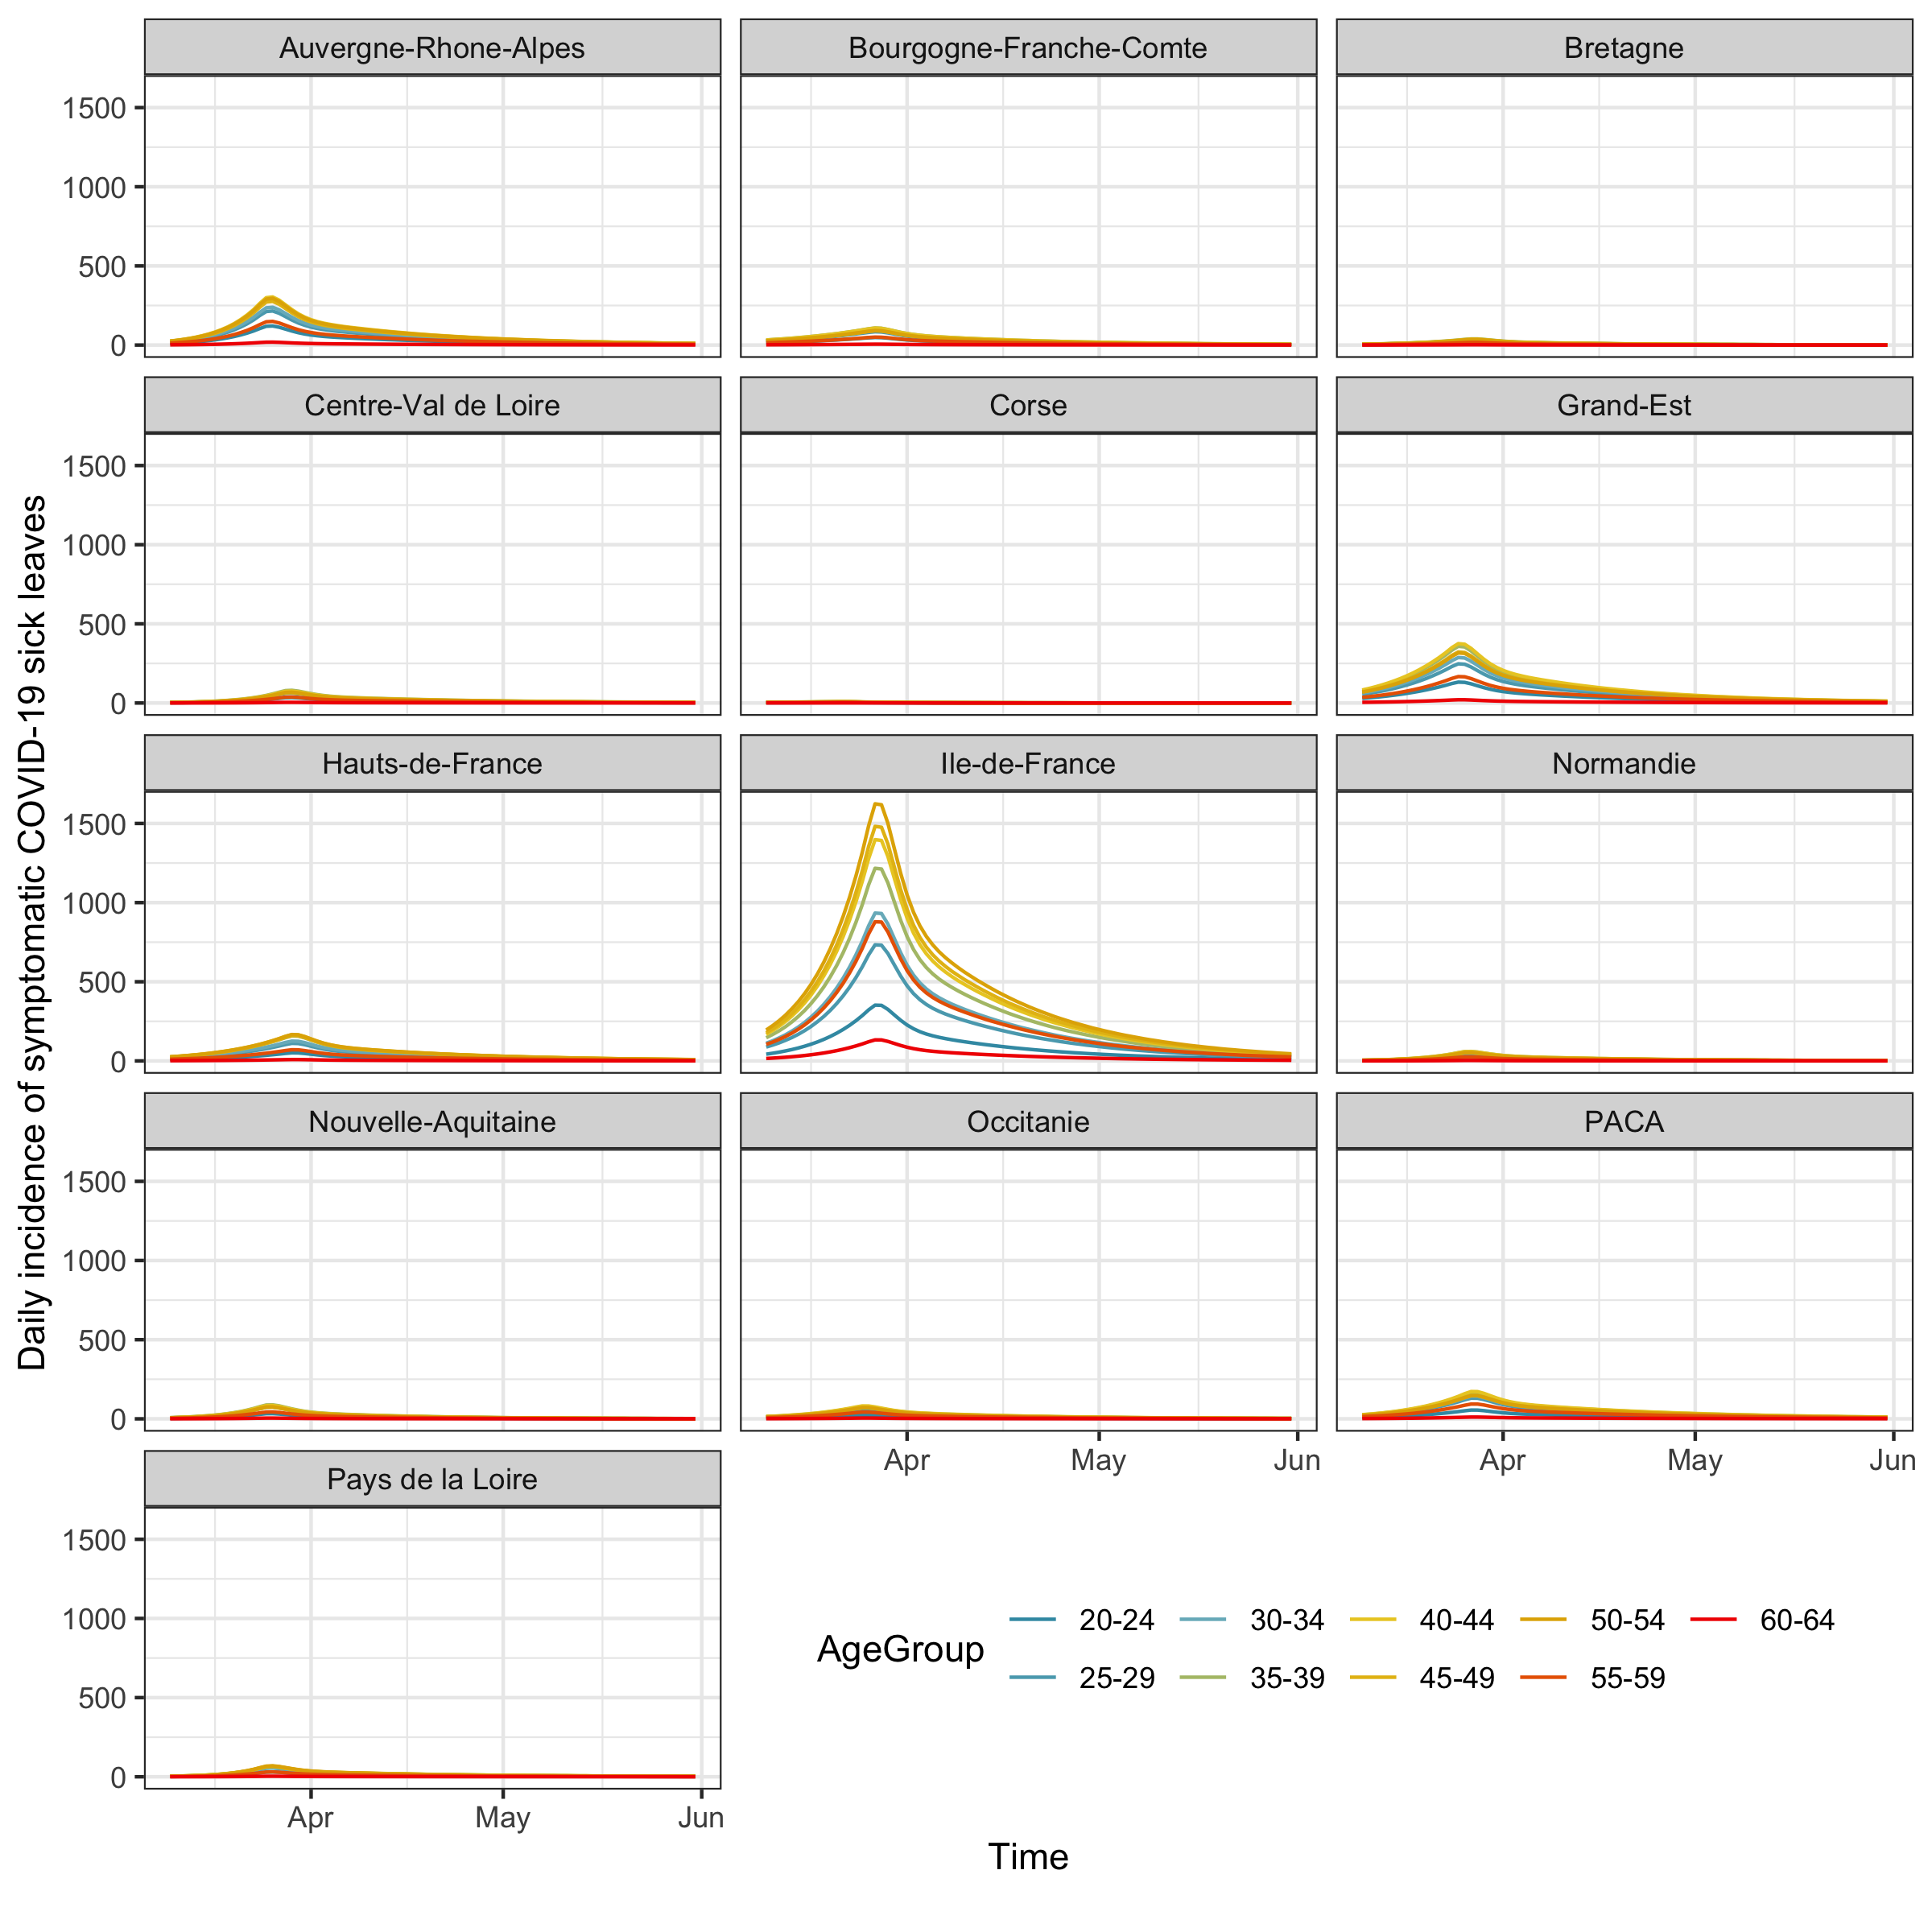 Auvergne-Rhone-Alpes
Bourgogne-Franche-Comte
Bretagne
1500
1000
500
0
Centre-Val de Loire
Corse
Grand-Est
1500
1000
500
0
Hauts-de-France
Ile-de-France
Normandie
1500
1000
500
0
Nouvelle-Aquitaine
Occitanie
PACA
1500
1000
500
0
Apr May Jun
Apr May Jun
Pays de la Loire
1500
1000
500
0
Apr May Jun
Daily incidence of symptomatic COVID-19 sick leaves
Time
AgeGroup
20-24 30-34 40-44 50-54 60-64
25-29 35-39 45-49 55-59